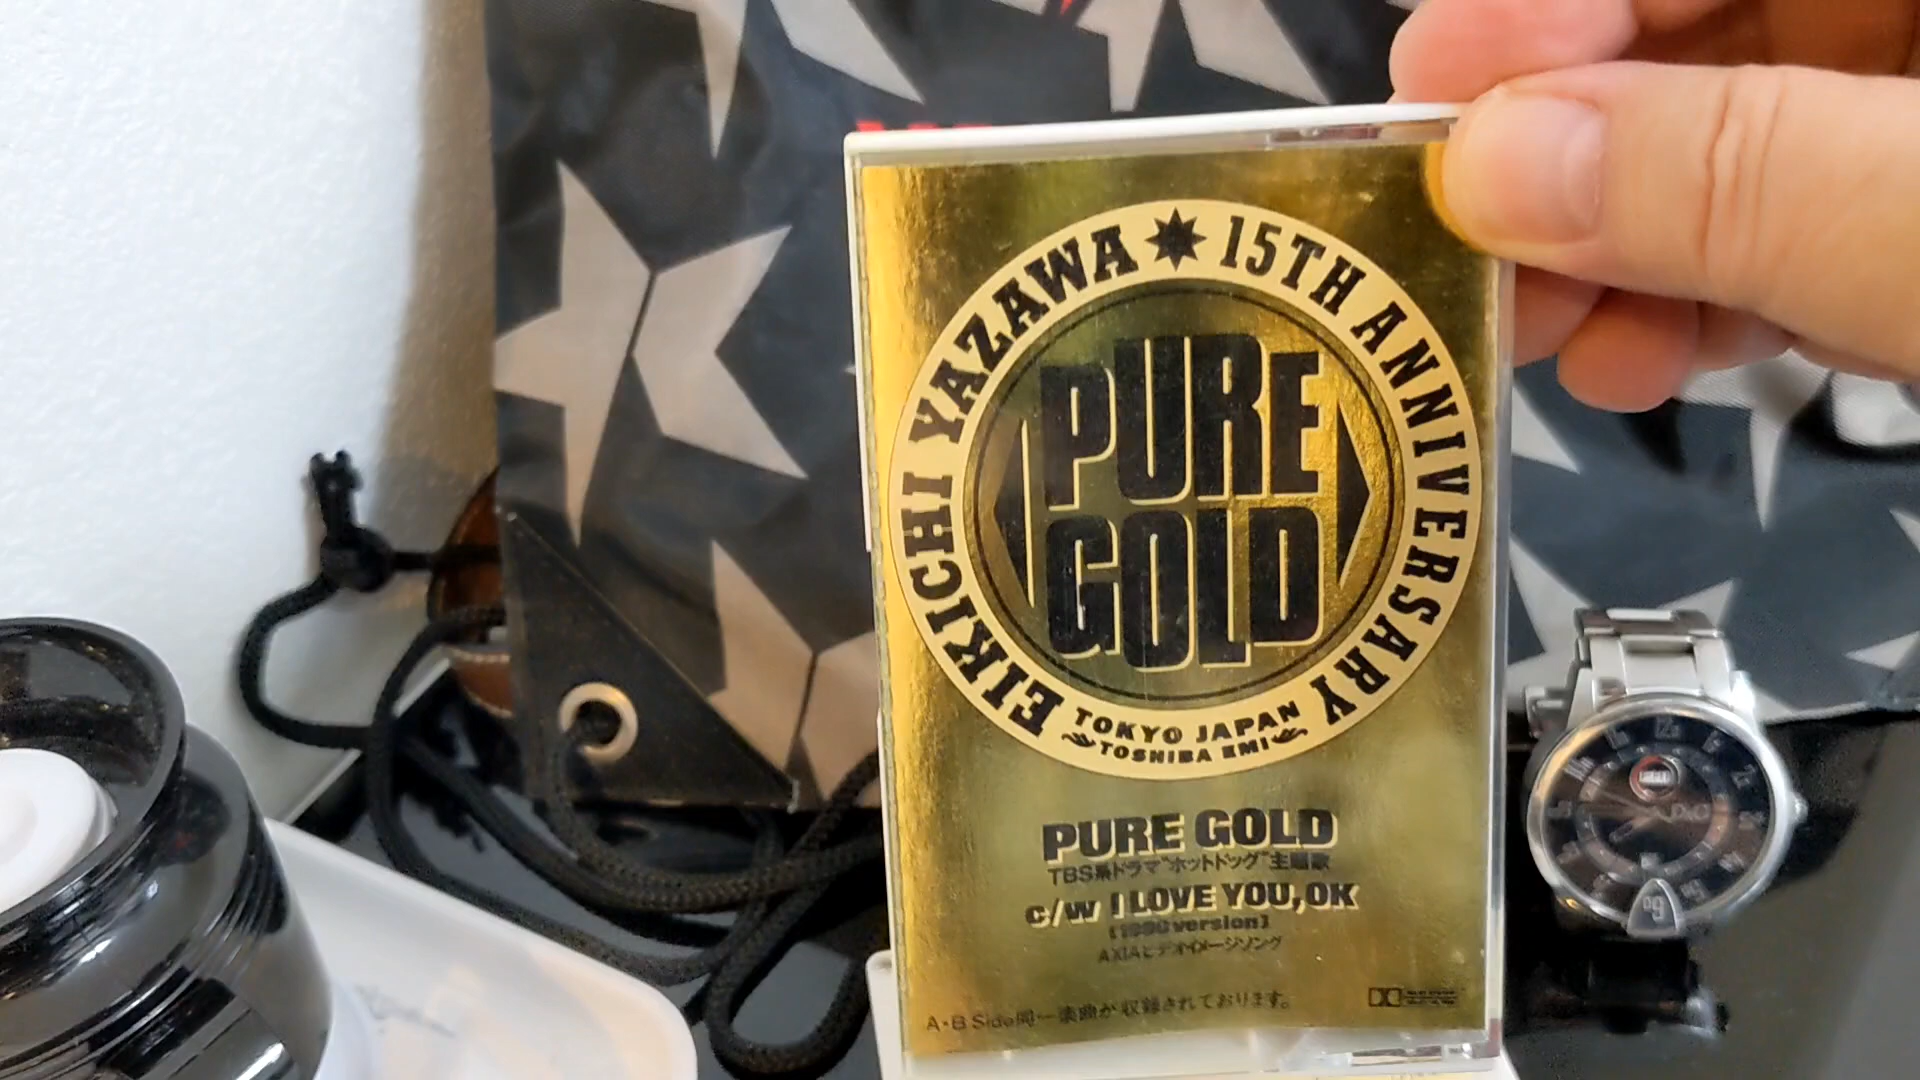 EIKICHI YAZAWA ✷ 15TH ANNIVERSARY
PURE
GOLD
TOKYO JAPAN
TOSHIBA EMI
PURE GOLD
TBS系ドラマ“ホットドッグ”主題歌
c/w I LOVE YOU,OK
[1990 version]
AXIAビデオイメージソング
A・B Side同一楽曲が収録されております。
D&G